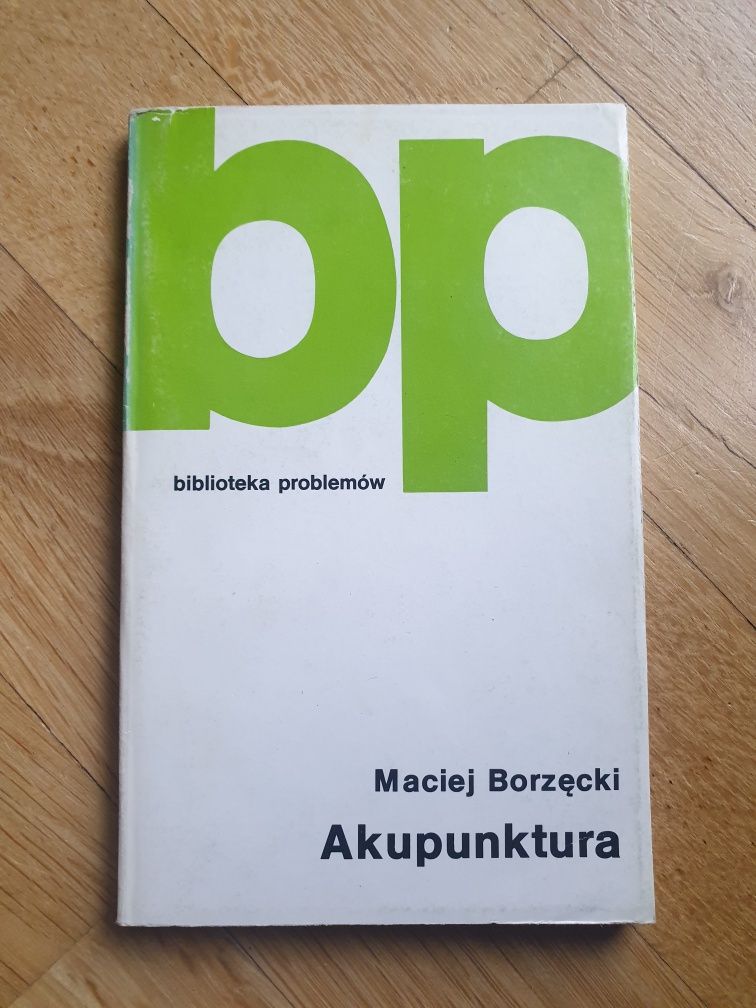 bp
biblioteka problemów
Maciej Borzęcki
Akupunktura